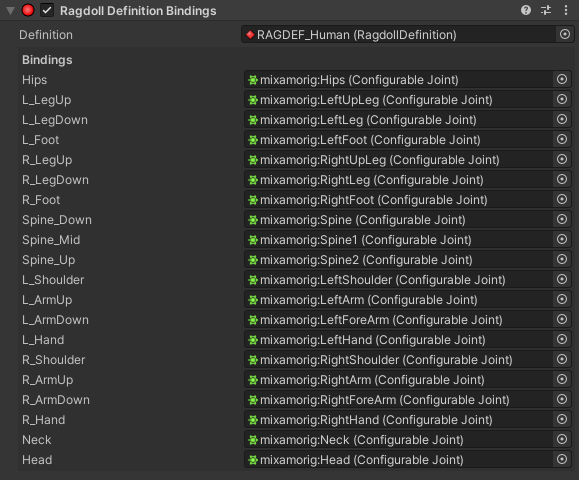 Ragdoll Definition Bindings
Definition RAGDEF_Human (RagdollDefinition)
Bindings
Hips mixamorig:Hips (Configurable Joint)
L_LegUp mixamorig:LeftUpLeg (Configurable Joint)
L_LegDown mixamorig:LeftLeg (Configurable Joint)
L_Foot mixamorig:LeftFoot (Configurable Joint)
R_LegUp mixamorig:RightUpLeg (Configurable Joint)
R_LegDown mixamorig:RightLeg (Configurable Joint)
R_Foot mixamorig:RightFoot (Configurable Joint)
Spine_Down mixamorig:Spine (Configurable Joint)
Spine_Mid mixamorig:Spine1 (Configurable Joint)
Spine_Up mixamorig:Spine2 (Configurable Joint)
L_Shoulder mixamorig:LeftShoulder (Configurable Joint)
L_ArmUp mixamorig:LeftArm (Configurable Joint)
L_ArmDown mixamorig:LeftForeArm (Configurable Joint)
L_Hand mixamorig:LeftHand (Configurable Joint)
R_Shoulder mixamorig:RightShoulder (Configurable Joint)
R_ArmUp mixamorig:RightArm (Configurable Joint)
R_ArmDown mixamorig:RightForeArm (Configurable Joint)
R_Hand mixamorig:RightHand (Configurable Joint)
Neck mixamorig:Neck (Configurable Joint)
Head mixamorig:Head (Configurable Joint)